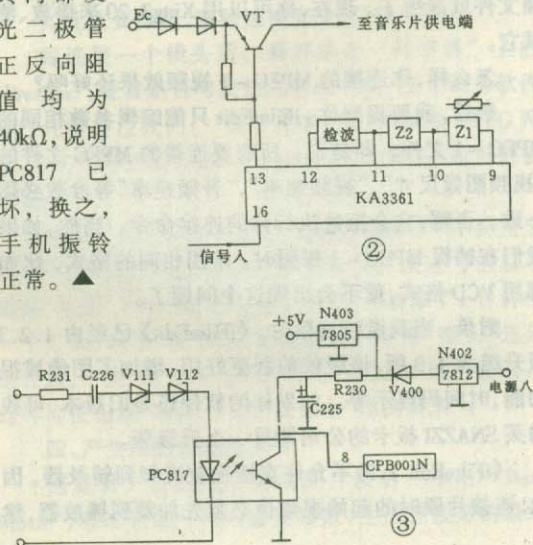 光二极管
正反向阻
值均为
40kΩ，说明
PC817 已
坏，换之，
手机振铃
正常。▲
Ec
VT
至音乐片供电端
检波
Z2
Z1
13
12
11
10
9
16
KA3361
信号入
②
+5V
N403
7805
N402
7812
电源八
R231
C226
V111
V112
R230
V400
C225
8
CPB001N
PC817
③